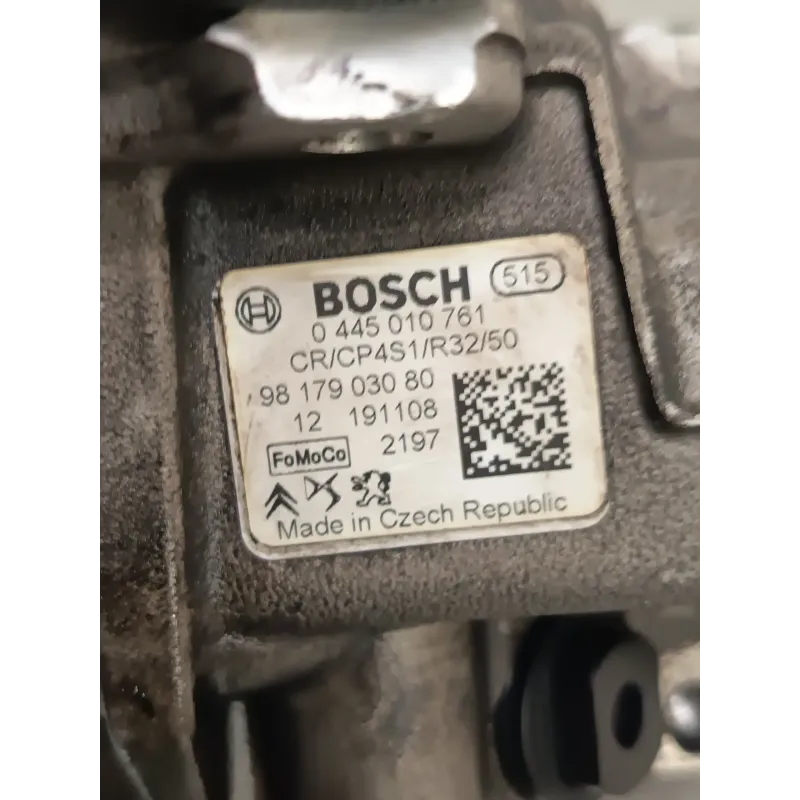 BOSCH 515
0 445 010 761
CR/CP4S1/R32/50
98 179 030 80
12 191108
FoMoCo 2197
Made in Czech Republic